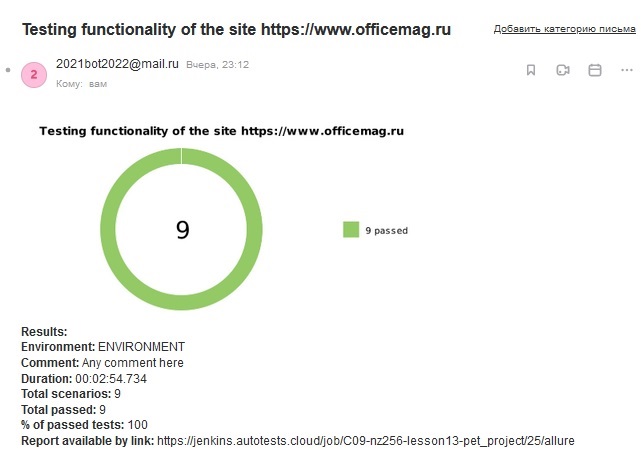 Testing functionality of the site https://www.officemag.ru
Добавить категорию письма
2
2021bot2022@mail.ru Вчера, 23:12
Кому: вам
Testing functionality of the site https://www.officemag.ru
9
9 passed
Results:
Environment: ENVIRONMENT
Comment: Any comment here
Duration: 00:02:54.734
Total scenarios: 9
Total passed: 9
% of passed tests: 100
Report available by link: https://jenkins.autotests.cloud/job/C09-nz256-lesson13-pet_project/25/allure